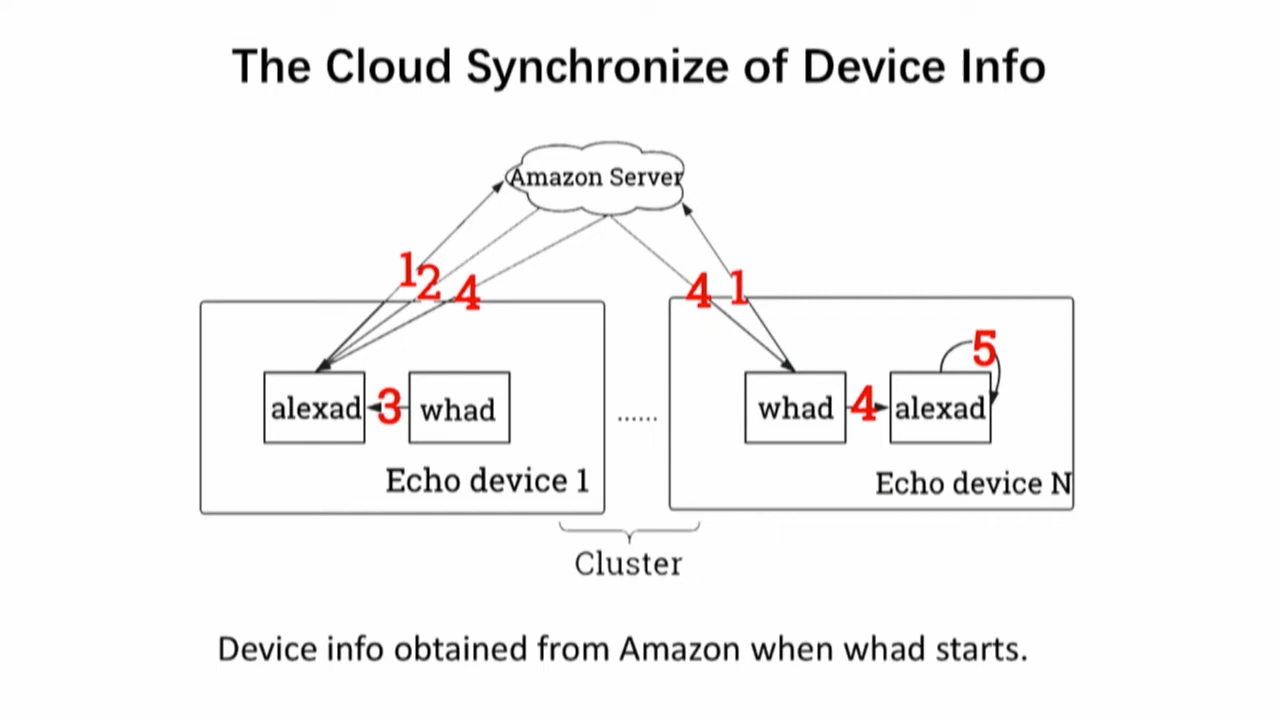 The Cloud Synchronize of Device Info
Amazon Server
1
2
4
4
1
5
alexad
3
whad
......
whad
4
alexad
Echo device 1
Echo device N
Cluster
Device info obtained from Amazon when whad starts.